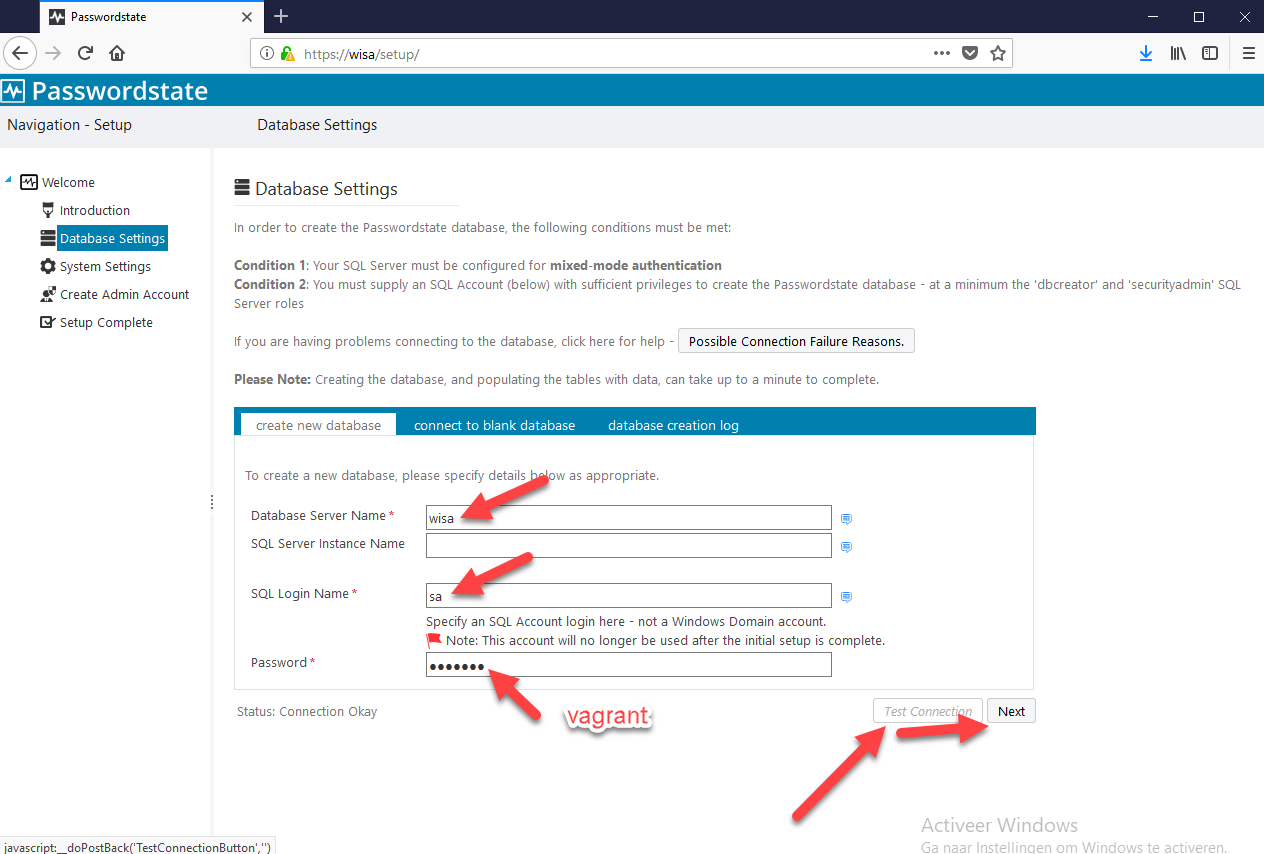 Passwordstate
https://wisa/setup/
Passwordstate
Navigation - Setup
Database Settings
Welcome
Introduction
Database Settings
System Settings
Create Admin Account
Setup Complete
Database Settings
In order to create the Passwordstate database, the following conditions must be met:
Condition 1: Your SQL Server must be configured for mixed-mode authentication
Condition 2: You must supply an SQL Account (below) with sufficient privileges to create the Passwordstate database - at a minimum the 'dbcreator' and 'securityadmin' SQL
Server roles
If you are having problems connecting to the database, click here for help - Possible Connection Failure Reasons.
Please Note: Creating the database, and populating the tables with data, can take up to a minute to complete.
create new database connect to blank database database creation log
To create a new database, please specify details below as appropriate.
Database Server Name * wisa
SQL Server Instance Name
SQL Login Name * sa
Specify an SQL Account login here - not a Windows Domain account.
Note: This account will no longer be used after the initial setup is complete.
Password * ●●●●●●●
vagrant
Status: Connection Okay
Test Connection Next
Activeer Windows
Ga naar Instellingen om Windows te activeren.
javascript:__doPostBack('TestConnectionButton','')